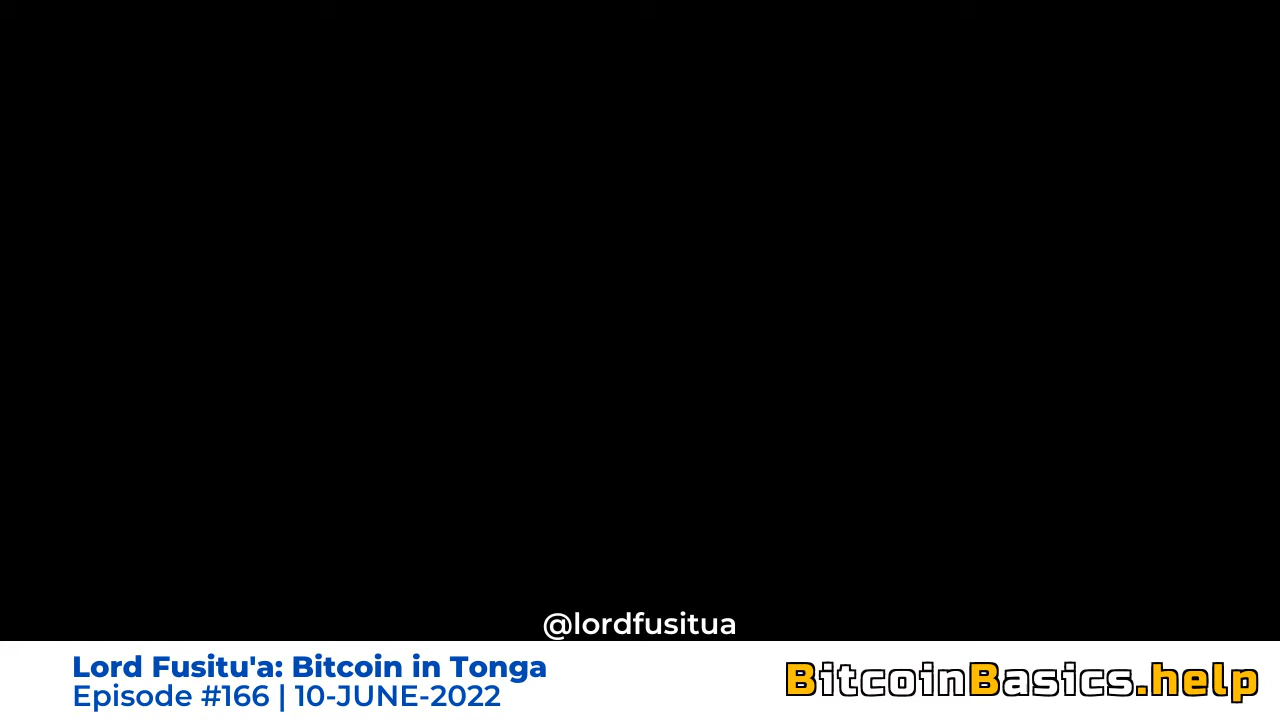 @lordfusitua
Lord Fusitu'a: Bitcoin in Tonga
Episode #166 | 10-JUNE-2022
BitcoinBasics.help